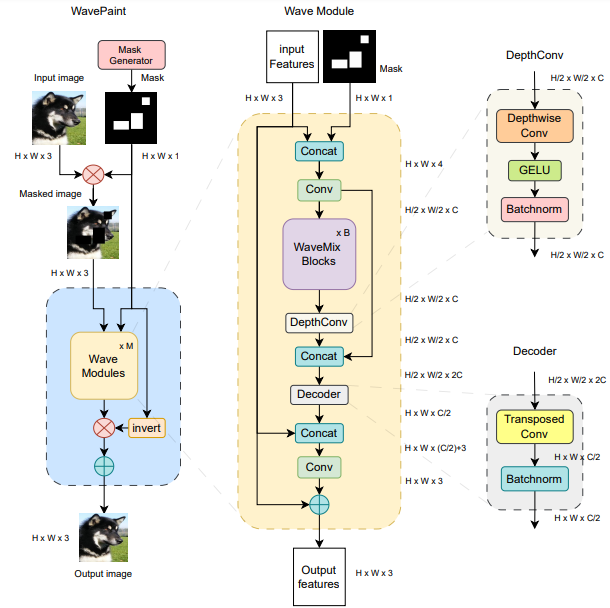 WavePaint
Mask
Generator
Input image
Mask
H x W x 3
H x W x 1
Masked image
H x W x 3
x M
Wave
Modules
invert
H x W x 3
Output image
Wave Module
input
Features
Mask
H x W x 3
H x W x 1
Concat
H x W x 4
Conv
H/2 x W/2 x C
x B
WaveMix
Blocks
H/2 x W/2 x C
DepthConv
H/2 x W/2 x C
Concat
H/2 x W/2 x 2C
Decoder
H x W x C/2
Concat
H x W x (C/2)+3
Conv
H x W x 3
Output
features
H x W x 3
DepthConv
H/2 x W/2 x C
Depthwise
Conv
GELU
Batchnorm
H/2 x W/2 x C
Decoder
H/2 x W/2 x 2C
Transposed
Conv
H x W x C/2
Batchnorm
H x W x C/2